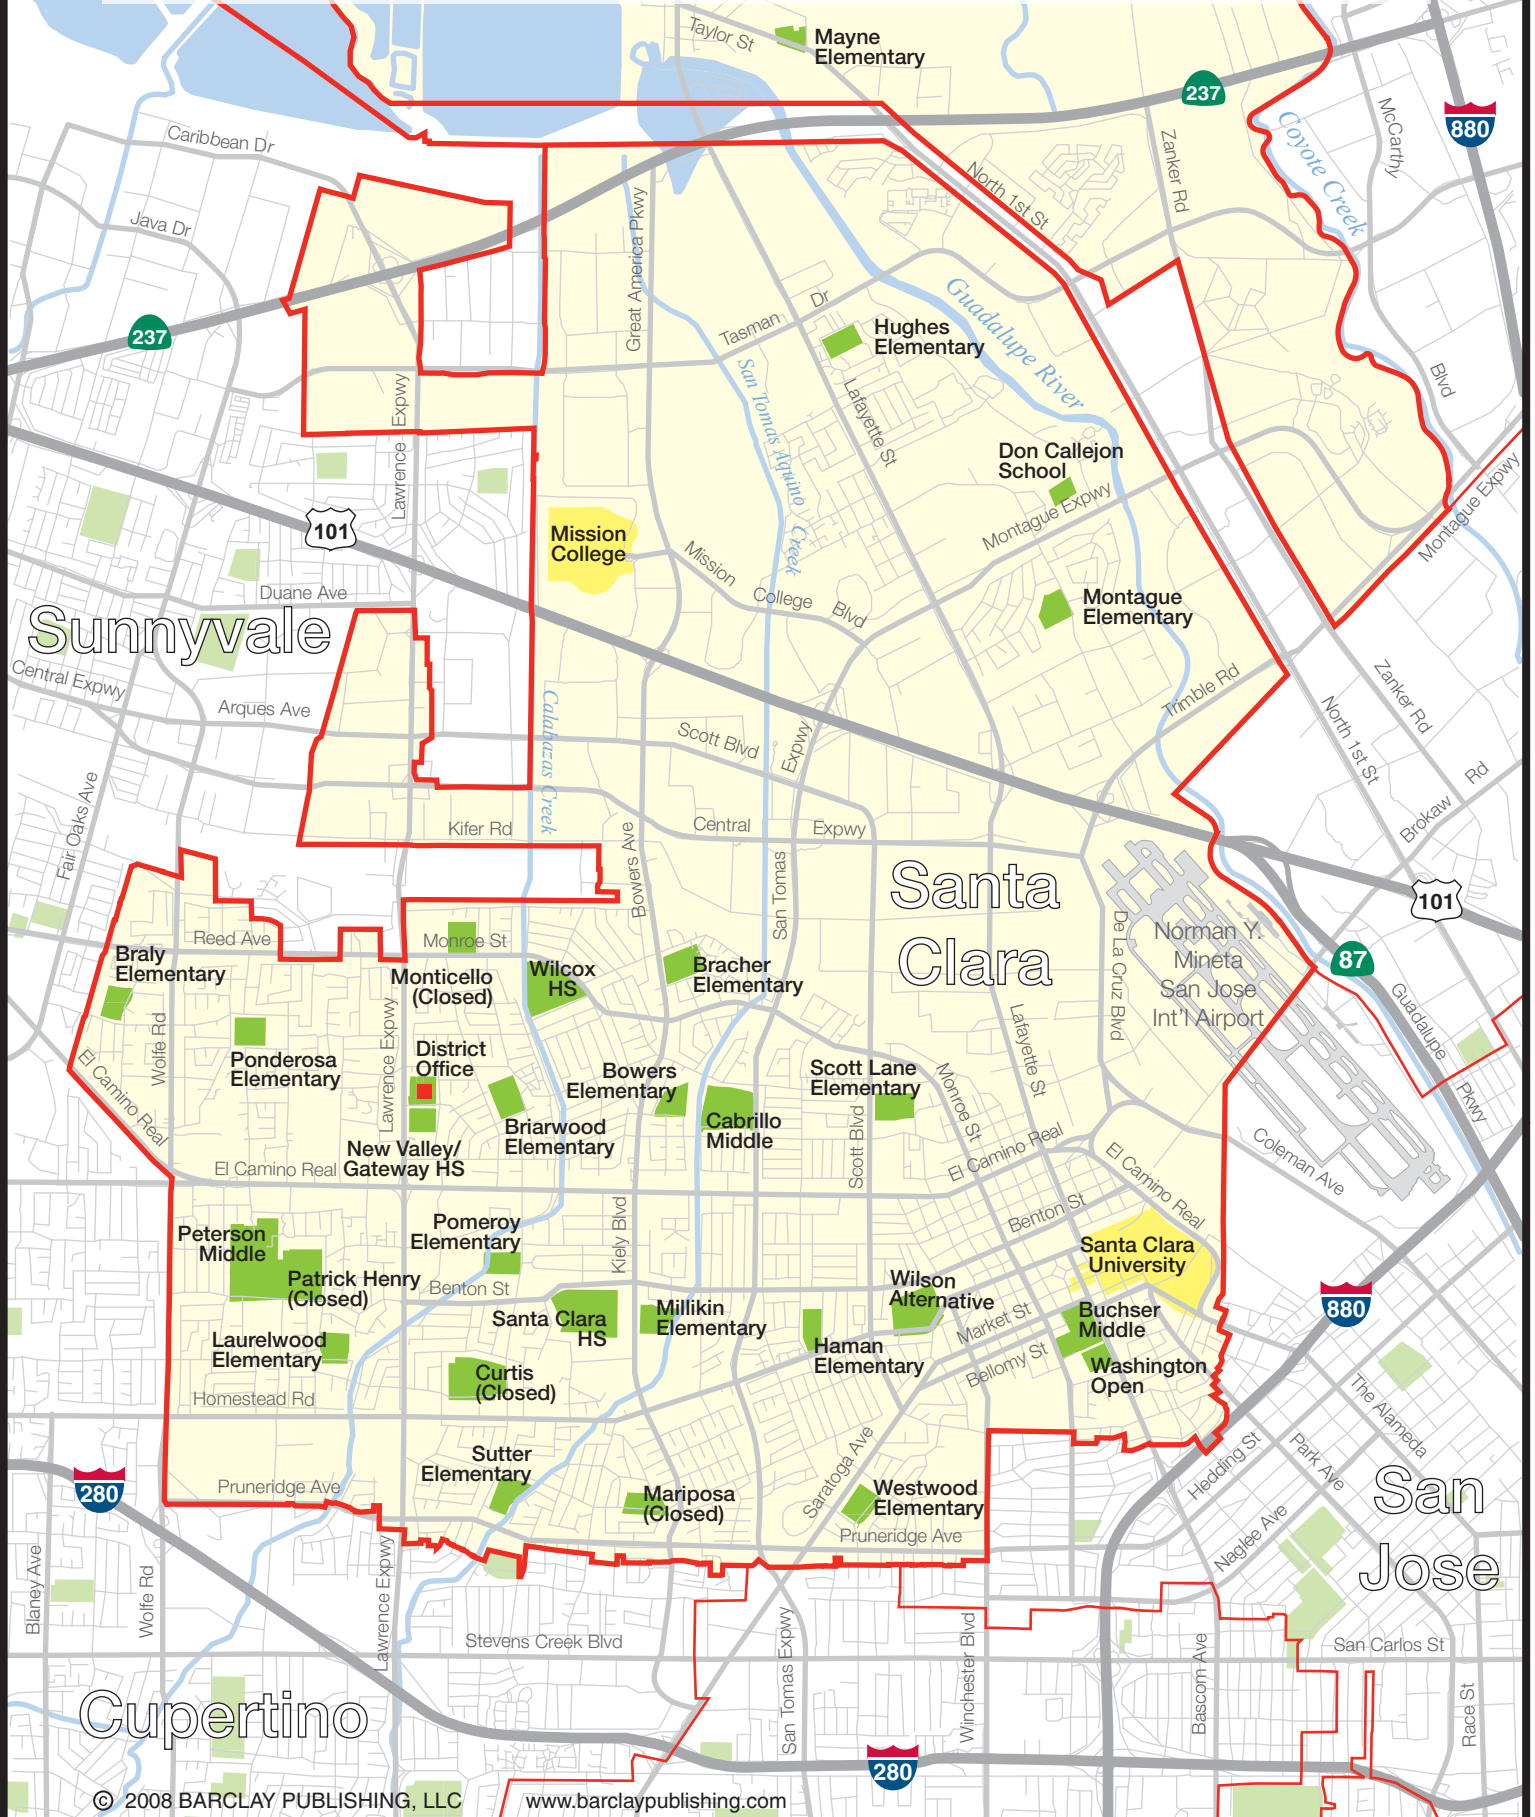 Taylor St
Mayne
Elementary
237
880
McCarthy
Coyote Creek
Caribbean Dr
Zanker Rd
North 1st St
Java Dr
Great America Pkwy
237
Tasman
Dr
Guadalupe River
Hughes
Elementary
San Tomas Aquino
Creek
Lafayette St
Blvd
Lawrence
Expwy
Don Callejon
School
Montague Expwy
Montague Expwy
101
Mission
College
Mission
College
Blvd
Duane Ave
Montague
Elementary
Sunnyvale
Central Expwy
Arques Ave
Calabazas Creek
Scott Blvd
Expwy
Trimble Rd
Zanker Rd
North 1st St
Rd
Brokaw
Fair Oaks Ave
Kifer Rd
Central
Expwy
Bowers Ave
San Tomas
Santa
Clara
101
De La Cruz Blvd
Norman Y.
Mineta
San Jose
Int'l Airport
87
Guadalupe
Pkwy
Reed Ave
Monroe St
Braly
Elementary
Monticello
(Closed)
Wilcox
HS
Bracher
Elementary
Lawrence Expwy
Wolfe Rd
Ponderosa
Elementary
District
Office
Bowers
Elementary
Scott Lane
Elementary
Lafayette St
Monroe St
El Camino Real
Cabrillo
Middle
Scott Blvd
Briarwood
Elementary
New Valley/
Gateway HS
El Camino Real
El Camino Real
El Camino Real
Coleman Ave
Benton St
Peterson
Middle
Pomeroy
Elementary
Kiely Blvd
Santa Clara
University
Patrick Henry
(Closed)
Benton St
Wilson
Alternative
880
Santa Clara
HS
Millikin
Elementary
Market St
Buchser
Middle
Laurelwood
Elementary
Haman
Elementary
Bellomy St
Washington
Open
Curtis
(Closed)
Homestead Rd
The Alameda
Sutter
Elementary
Saratoga Ave
Hedding St
Park Ave
280
Pruneridge Ave
Mariposa
(Closed)
Westwood
Elementary
Pruneridge Ave
San
Jose
Naglee Ave
Blaney Ave
Wolfe Rd
Lawrence Expwy
Stevens Creek Blvd
San Tomas Expwy
Winchester Blvd
Bascom Ave
San Carlos St
Race St
Cupertino
280
© 2008 BARCLAY PUBLISHING, LLC
www.barclaypublishing.com